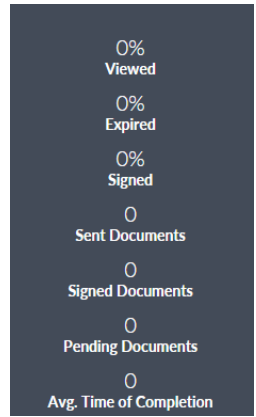 0%
Viewed
0%
Expired
0%
Signed
0
Sent Documents
0
Signed Documents
0
Pending Documents
0
Avg. Time of Completion